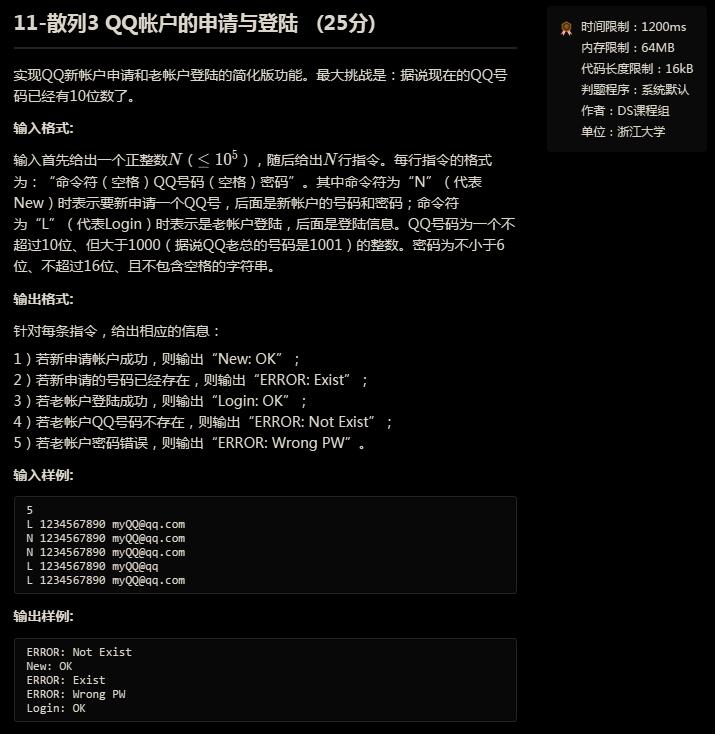 11-散列3 QQ帐户的申请与登陆 (25分)
时间限制：1200ms
内存限制：64MB
代码长度限制：16kB
判题程序：系统默认
作者：DS课程组
单位：浙江大学
实现QQ新帐户申请和老帐户登陆的简化版功能。最大挑战是：据说现在的QQ号
码已经有10位数了。
输入格式:
输入首先给出一个正整数N（≤ 10⁵），随后给出N行指令。每行指令的格式
为：“命令符（空格）QQ号码（空格）密码”。其中命令符为“N”（代表
New）时表示要新申请一个QQ号，后面是新帐户的号码和密码；命令符
为“L”（代表Login）时表示是老帐户登陆，后面是登陆信息。QQ号码为一个不
超过10位、但大于1000（据说QQ老总的号码是1001）的整数。密码为不小于6
位、不超过16位、且不包含空格的字符串。
输出格式:
针对每条指令，给出相应的信息：
1）若新申请帐户成功，则输出“New: OK”；
2）若新申请的号码已经存在，则输出“ERROR: Exist”；
3）若老帐户登陆成功，则输出“Login: OK”；
4）若老帐户QQ号码不存在，则输出“ERROR: Not Exist”；
5）若老帐户密码错误，则输出“ERROR: Wrong PW”。
输入样例:
5
L 1234567890 myQQ@qq.com
N 1234567890 myQQ@qq.com
N 1234567890 myQQ@qq.com
L 1234567890 myQQ@qq
L 1234567890 myQQ@qq.com
输出样例:
ERROR: Not Exist
New: OK
ERROR: Exist
ERROR: Wrong PW
Login: OK